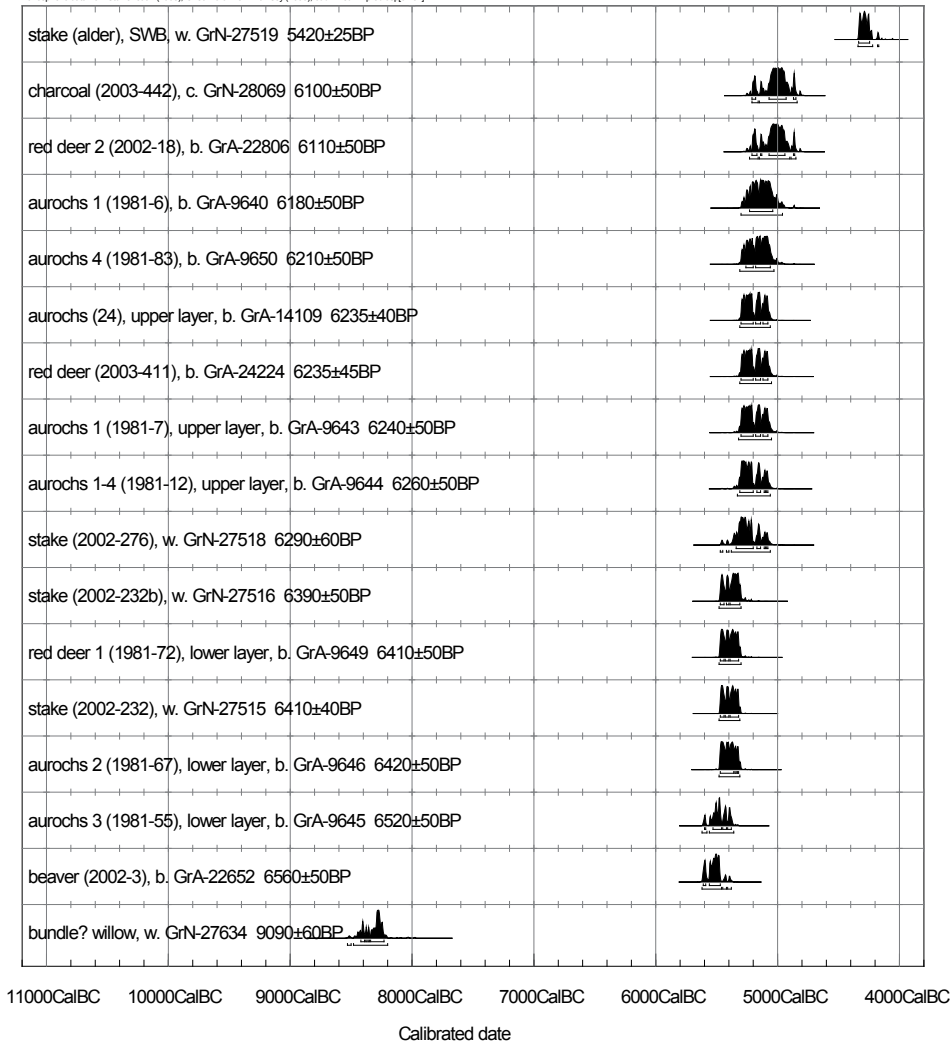 stake (alder), SWB, w. GrN-27519 5420±25BP
charcoal (2003-442), c. GrN-28069 6100±50BP
red deer 2 (2002-18), b. GrA-22806 6110±50BP
aurochs 1 (1981-6), b. GrA-9640 6180±50BP
aurochs 4 (1981-83), b. GrA-9650 6210±50BP
aurochs (24), upper layer, b. GrA-14109 6235±40BP
red deer (2003-411), b. GrA-24224 6235±45BP
aurochs 1 (1981-7), upper layer, b. GrA-9643 6240±50BP
aurochs 1-4 (1981-12), upper layer, b. GrA-9644 6260±50BP
stake (2002-276), w. GrN-27518 6290±60BP
stake (2002-232b), w. GrN-27516 6390±50BP
red deer 1 (1981-72), lower layer, b. GrA-9649 6410±50BP
stake (2002-232), w. GrN-27515 6410±40BP
aurochs 2 (1981-67), lower layer, b. GrA-9646 6420±50BP
aurochs 3 (1981-55), lower layer, b. GrA-9645 6520±50BP
beaver (2002-3), b. GrA-22652 6560±50BP
bundle? willow, w. GrN-27634 9090±60BP
11000CalBC 10000CalBC 9000CalBC 8000CalBC 7000CalBC 6000CalBC 5000CalBC 4000CalBC
Calibrated date